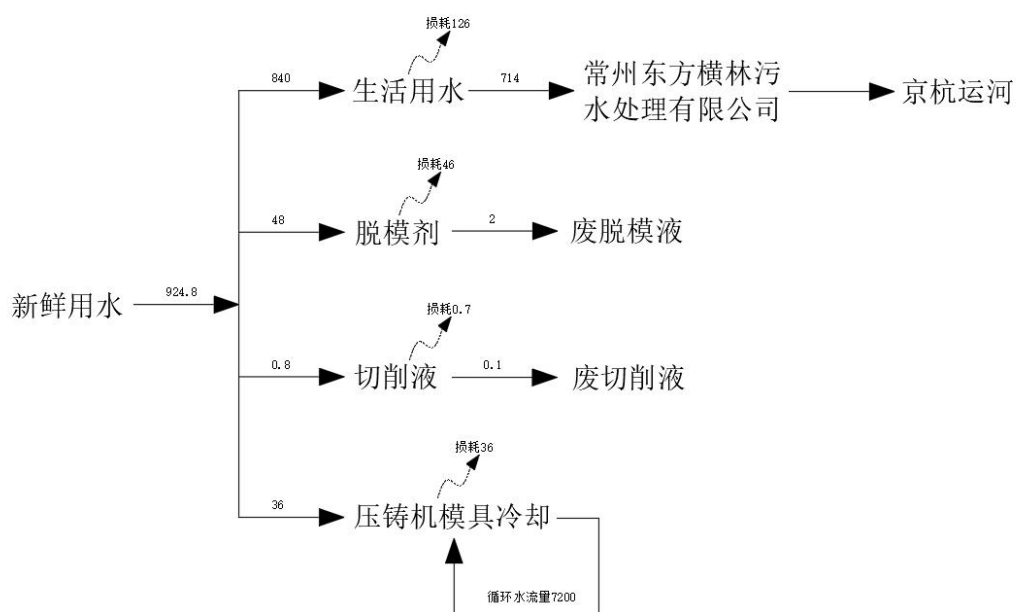 损耗126
840
生活用水
714
常州东方横林污
水处理有限公司
京杭运河
损耗46
48
脱模剂
2
废脱模液
新鲜用水
924.8
损耗0.7
0.8
切削液
0.1
废切削液
损耗36
36
压铸机模具冷却
循环水流量7200